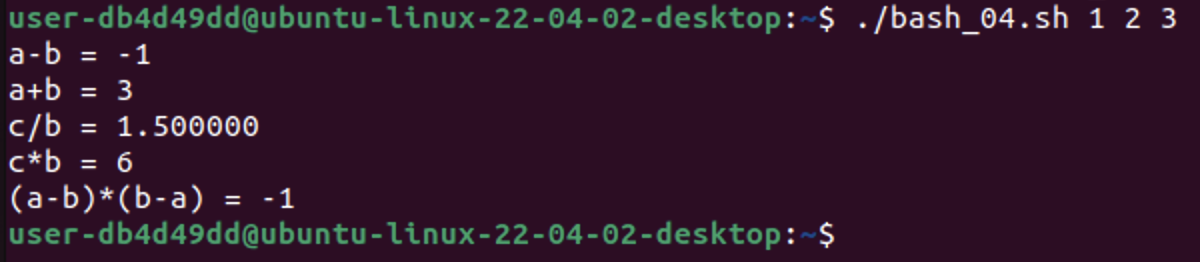 user-db4d49dd@ubuntu-linux-22-04-02-desktop:~$ ./bash_04.sh 1 2 3
a-b = -1
a+b = 3
c/b = 1.500000
c*b = 6
(a-b)*(b-a) = -1
user-db4d49dd@ubuntu-linux-22-04-02-desktop:~$